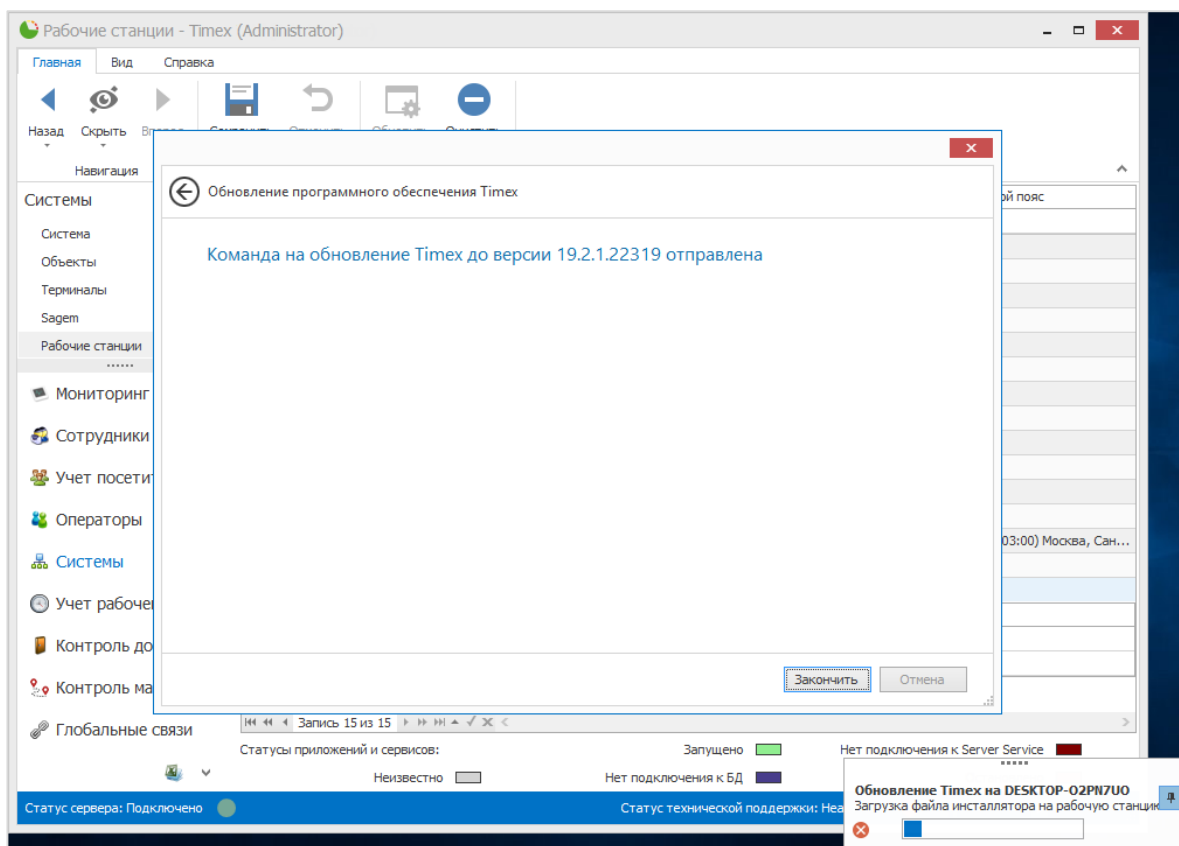 Рабочие станции - Timex (Administrator)
Главная Вид Справка
Назад Скрыть
Навигация
Системы
Система
Объекты
Терминалы
Sagem
Рабочие станции
Мониторинг
Сотрудники
Учет посети
Операторы
Системы
Учет рабоче
Контроль до
Контроль ма
Глобальные связи
Обновление программного обеспечения Timex
Команда на обновление Timex до версии 19.2.1.22319 отправлена
Закончить Отмена
ой пояс
03:00) Москва, Сан...
Запись 15 из 15
Статусы приложений и сервисов: Запущено Нет подключения к Server Service
Неизвестно Нет подключения к БД
Статус сервера: Подключено Статус технической поддержки: Неа
Обновление Timex на DESKTOP-O2PN7UO
Загрузка файла инсталлятора на рабочую станцию